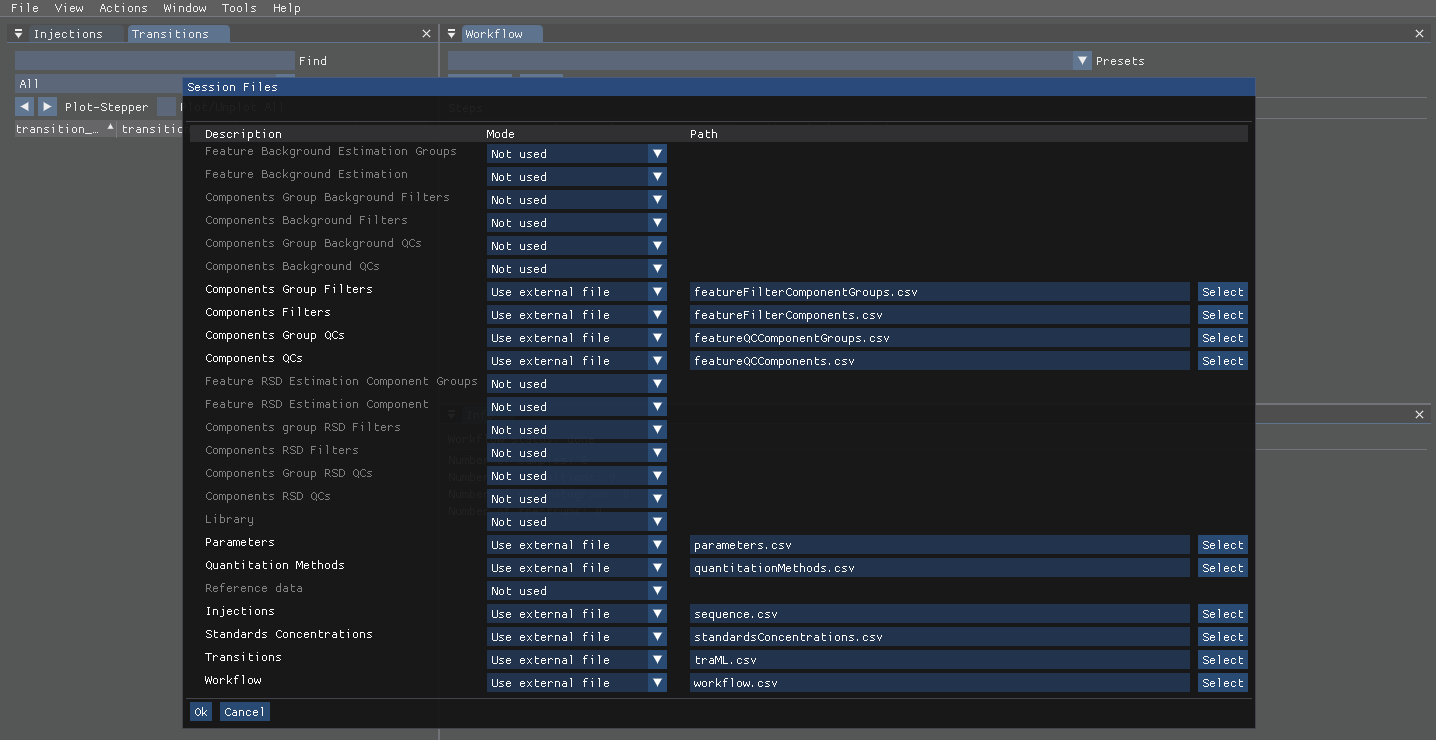 File View Actions Window Tools Help
Injections Transitions
Workflow
Find
Presets
All
Session Files
Plot-Stepper
Steps
transition_… transitio
Description Mode Path
Feature Background Estimation Groups Not used
Feature Background Estimation Not used
Components Group Background Filters Not used
Components Background Filters Not used
Components Group Background QCs Not used
Components Background QCs Not used
Components Group Filters Use external file featureFilterComponentGroups.csv Select
Components Filters Use external file featureFilterComponents.csv Select
Components Group QCs Use external file featureQCComponentGroups.csv Select
Components QCs Use external file featureQCComponents.csv Select
Feature RSD Estimation Component Groups Not used
Feature RSD Estimation Component Not used
Components group RSD Filters Not used
Components RSD Filters Not used
Components Group RSD QCs Not used
Components RSD QCs Not used
Library Not used
Parameters Use external file parameters.csv Select
Quantitation Methods Use external file quantitationMethods.csv Select
Reference data Not used
Injections Use external file sequence.csv Select
Standards Concentrations Use external file standardsConcentrations.csv Select
Transitions Use external file traML.csv Select
Workflow Use external file workflow.csv Select
Ok Cancel